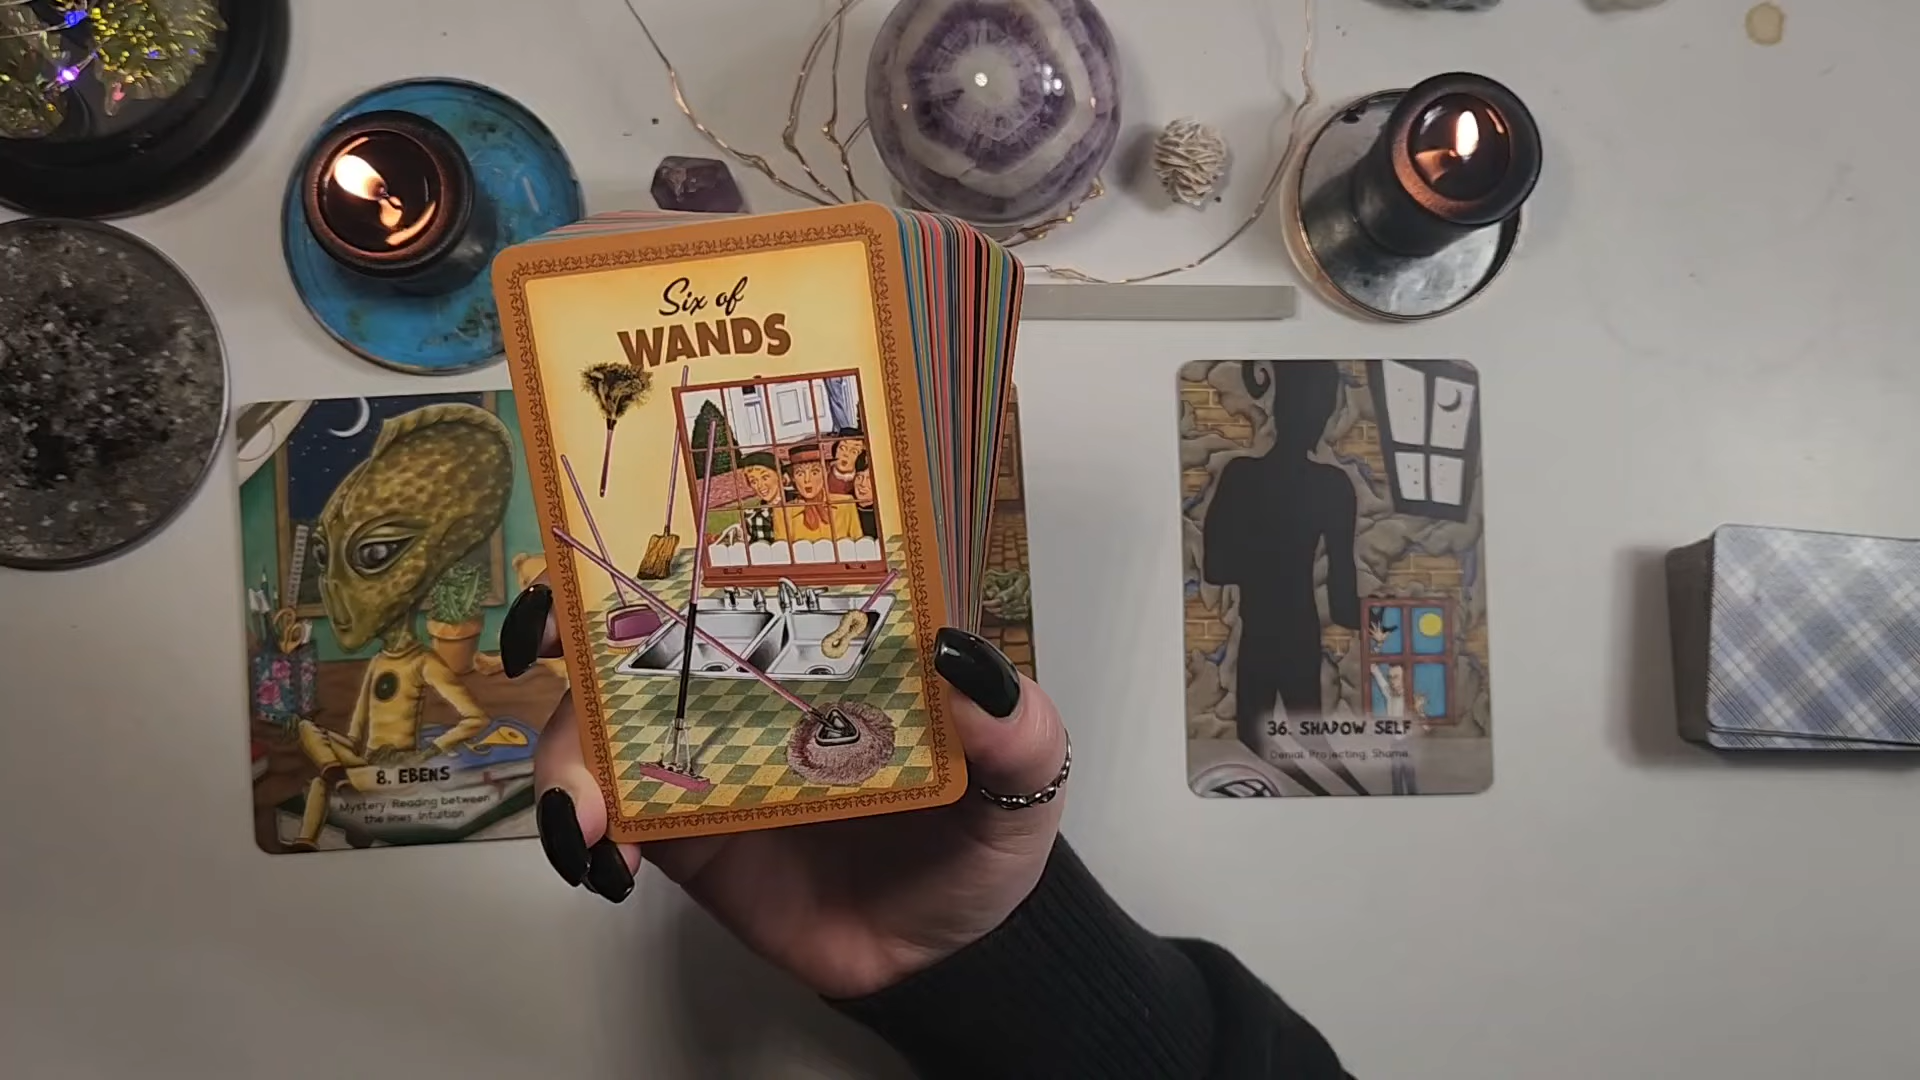 Six of
WANDS
8. EBENS
Mystery. Reading between
the lines. Intuition
36. SHADOW SELF
Denial. Projecting. Shame.